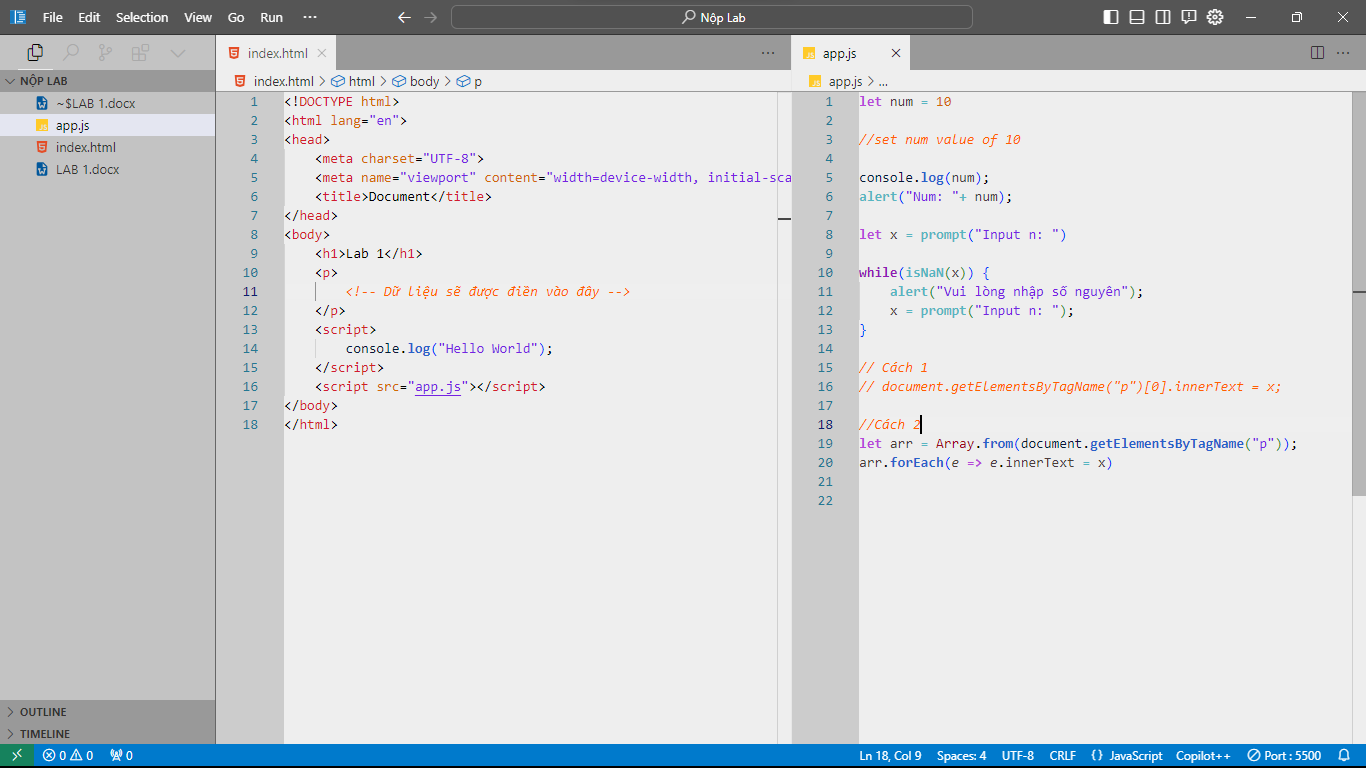 File Edit Selection View Go Run ···
Nộp Lab
NỘP LAB
~$LAB 1.docx
app.js
index.html
LAB 1.docx
OUTLINE
TIMELINE
index.html
index.html > html > body > p
1 <!DOCTYPE html>
2 <html lang="en">
3 <head>
4 <meta charset="UTF-8">
5 <meta name="viewport" content="width=device-width, initial-sca
6 <title>Document</title>
7 </head>
8 <body>
9 <h1>Lab 1</h1>
10 <p>
11 <!-- Dữ liệu sẽ được điền vào đây -->
12 </p>
13 <script>
14 console.log("Hello World");
15 </script>
16 <script src="app.js"></script>
17 </body>
18 </html>
app.js
JS app.js > ...
1 let num = 10
2
3 //set num value of 10
4
5 console.log(num);
6 alert("Num: "+ num);
7
8 let x = prompt("Input n: ")
9
10 while(isNaN(x)) {
11 alert("Vui lòng nhập số nguyên");
12 x = prompt("Input n: ");
13 }
14
15 // Cách 1
16 // document.getElementsByTagName("p")[0].innerText = x;
17
18 //Cách 2
19 let arr = Array.from(document.getElementsByTagName("p"));
20 arr.forEach(e => e.innerText = x)
21
22
0 0 0
Ln 18, Col 9 Spaces: 4 UTF-8 CRLF {} JavaScript Copilot++ Port : 5500